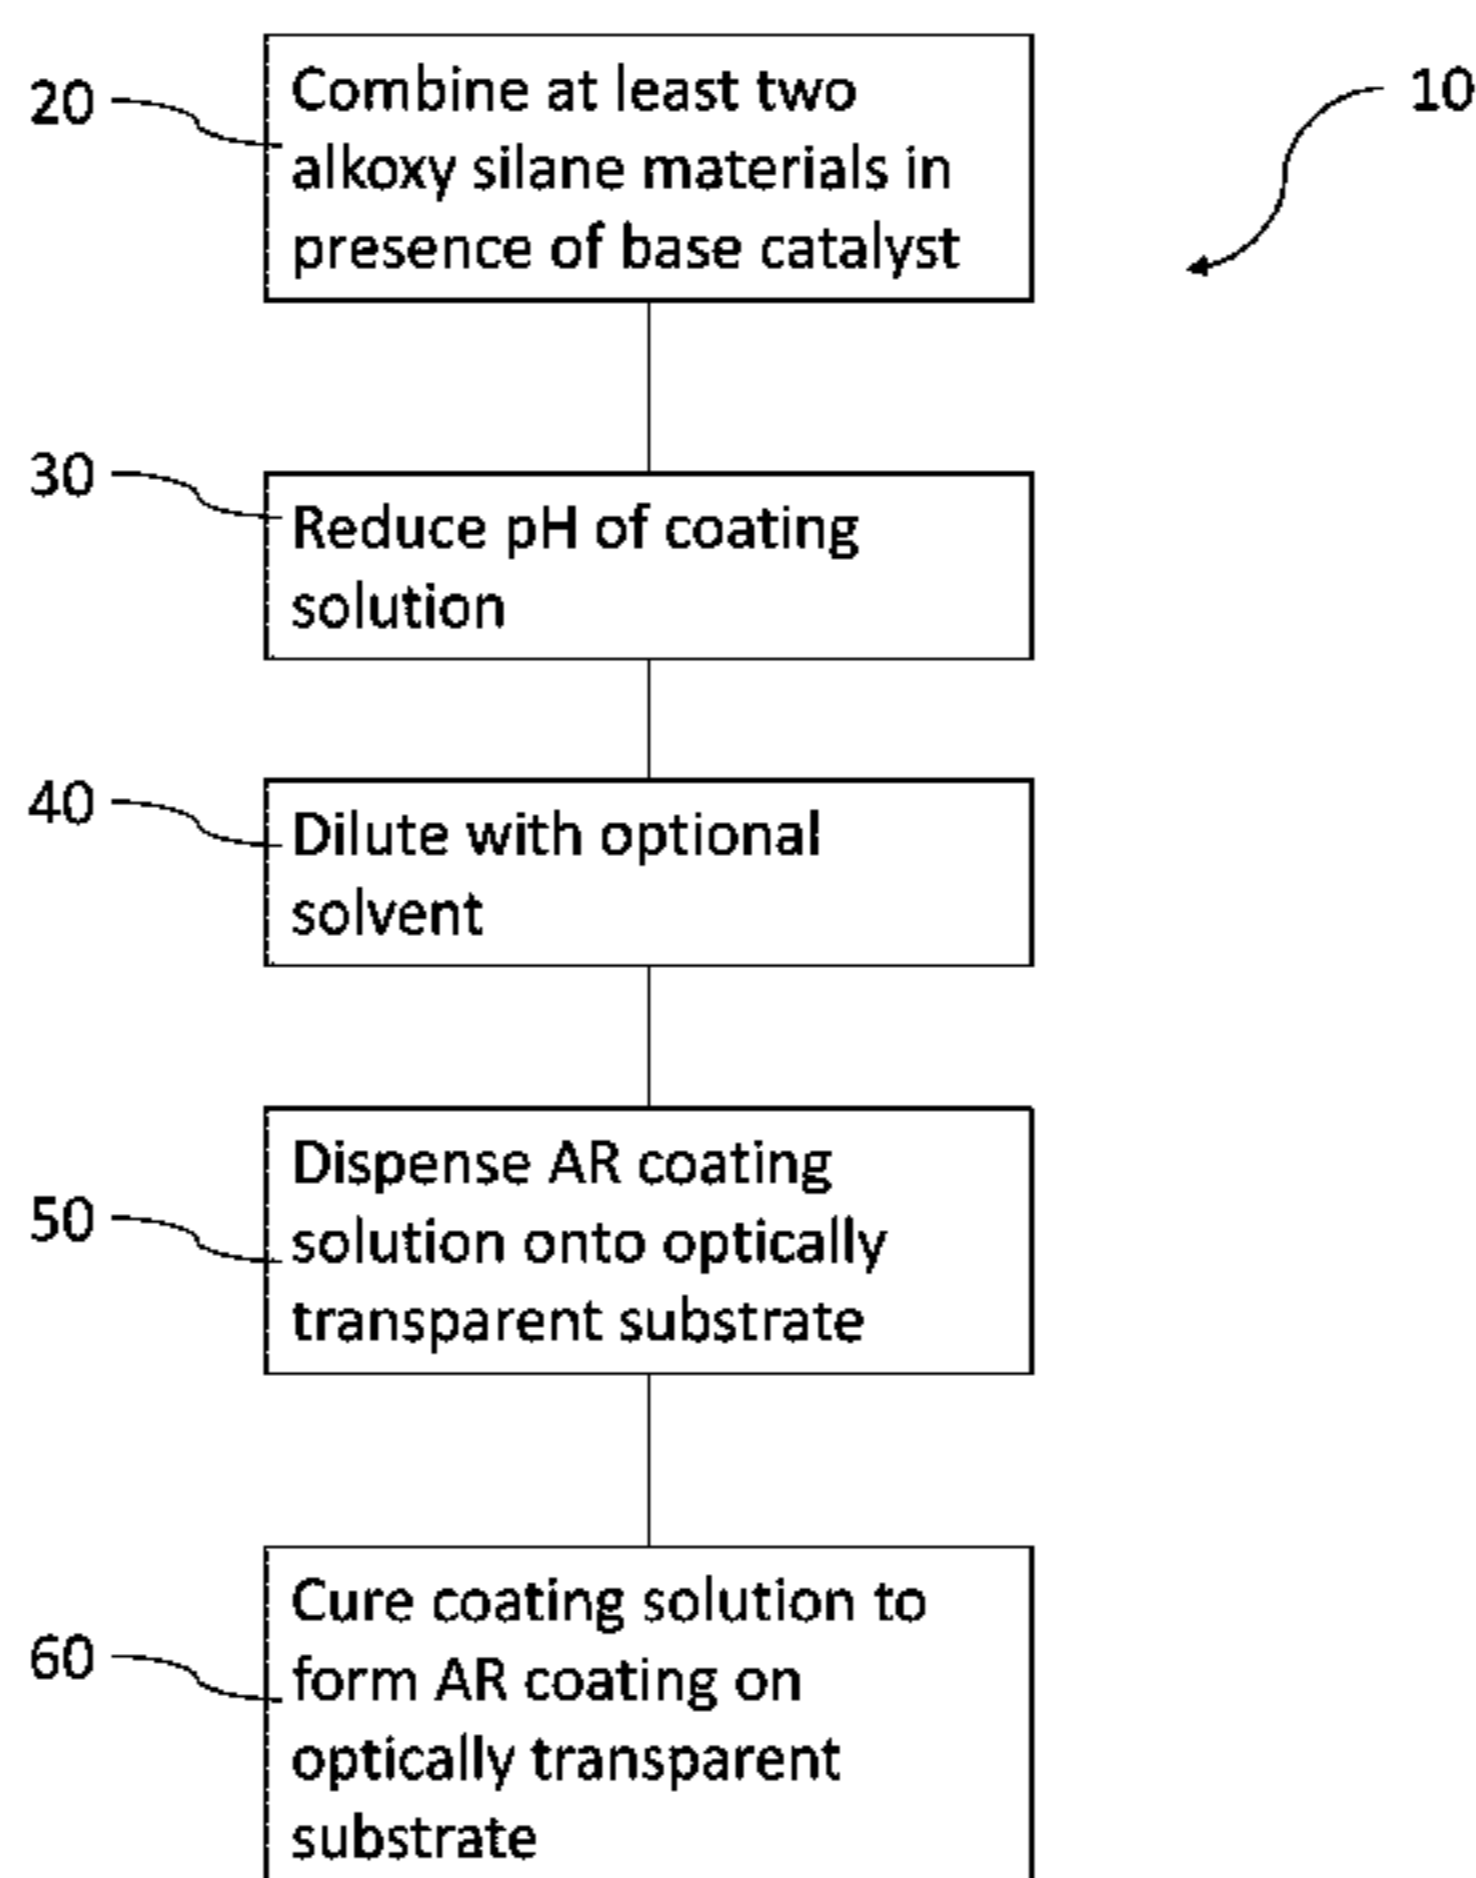 20
Combine at least two
alkoxy silane materials in
presence of base catalyst
10
30
Reduce pH of coating
solution
40
Dilute with optional
solvent
50
Dispense AR coating
solution onto optically
transparent substrate
60
Cure coating solution to
form AR coating on
optically transparent
substrate